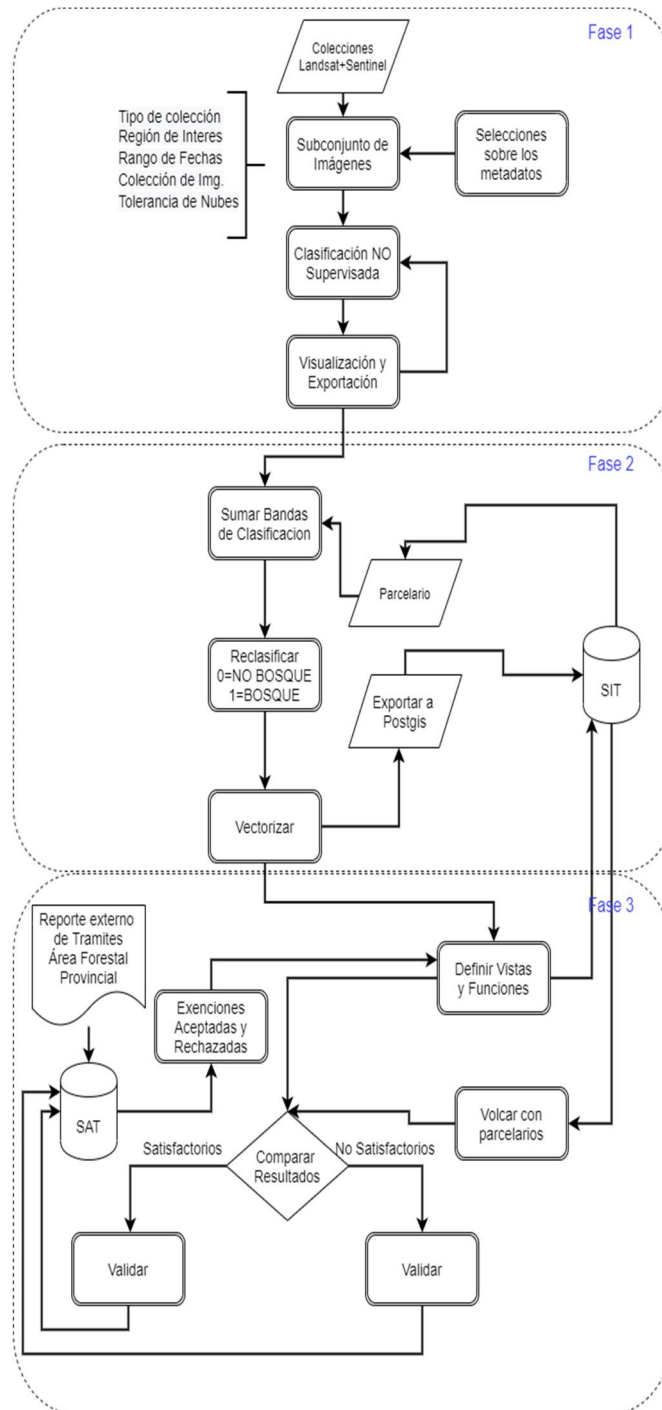 Fase 1
Colecciones
Landsat+Sentinel
Tipo de colección
Región de Interes
Rango de Fechas
Colección de Img.
Tolerancia de Nubes
Subconjunto de
Imágenes
Selecciones
sobre los
metadatos
Clasificación NO
Supervisada
Visualización y
Exportación
Fase 2
Sumar Bandas
de Clasificacion
Parcelario
Reclasificar
0=NO BOSQUE
1=BOSQUE
Exportar a
Postgis
SIT
Vectorizar
Fase 3
Reporte externo
de Tramites
Área Forestal
Provincial
Definir Vistas
y Funciones
Exenciones
Aceptadas y
Rechazadas
SAT
Volcar con
parcelarios
Satisfactorios
Comparar
Resultados
No Satisfactorios
Validar
Validar